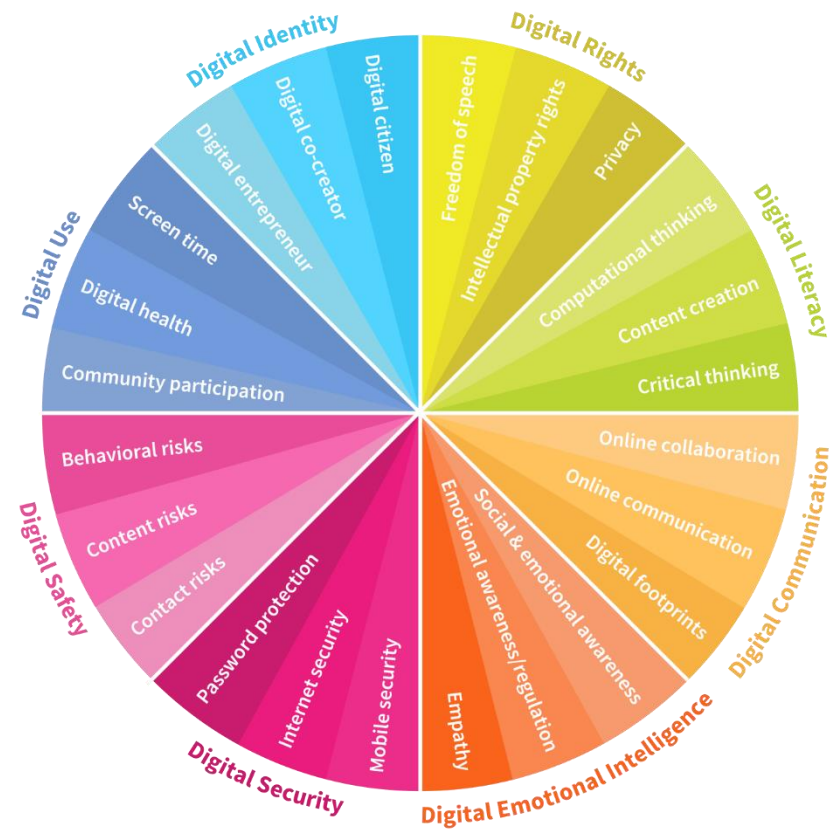 Digital Identity
Digital entrepreneur
Digital co-creator
Digital citizen
Digital Rights
Freedom of speech
Intellectual property rights
Privacy
Digital Literacy
Computational thinking
Content creation
Critical thinking
Digital Communication
Online collaboration
Online communication
Digital footprints
Digital Emotional Intelligence
Social & emotional awareness
Emotional awareness/regulation
Empathy
Digital Security
Mobile security
Internet security
Password protection
Digital Safety
Contact risks
Content risks
Behavioral risks
Digital Use
Community participation
Digital health
Screen time